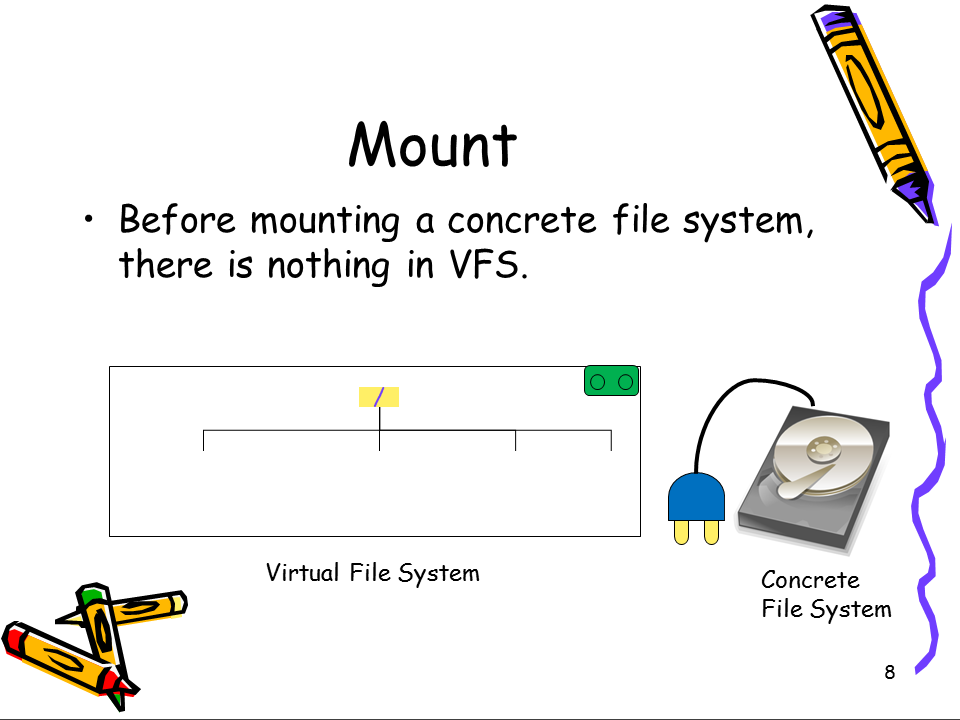 Mount
• Before mounting a concrete file system,
there is nothing in VFS.
/
Virtual File System
Concrete
File System
8